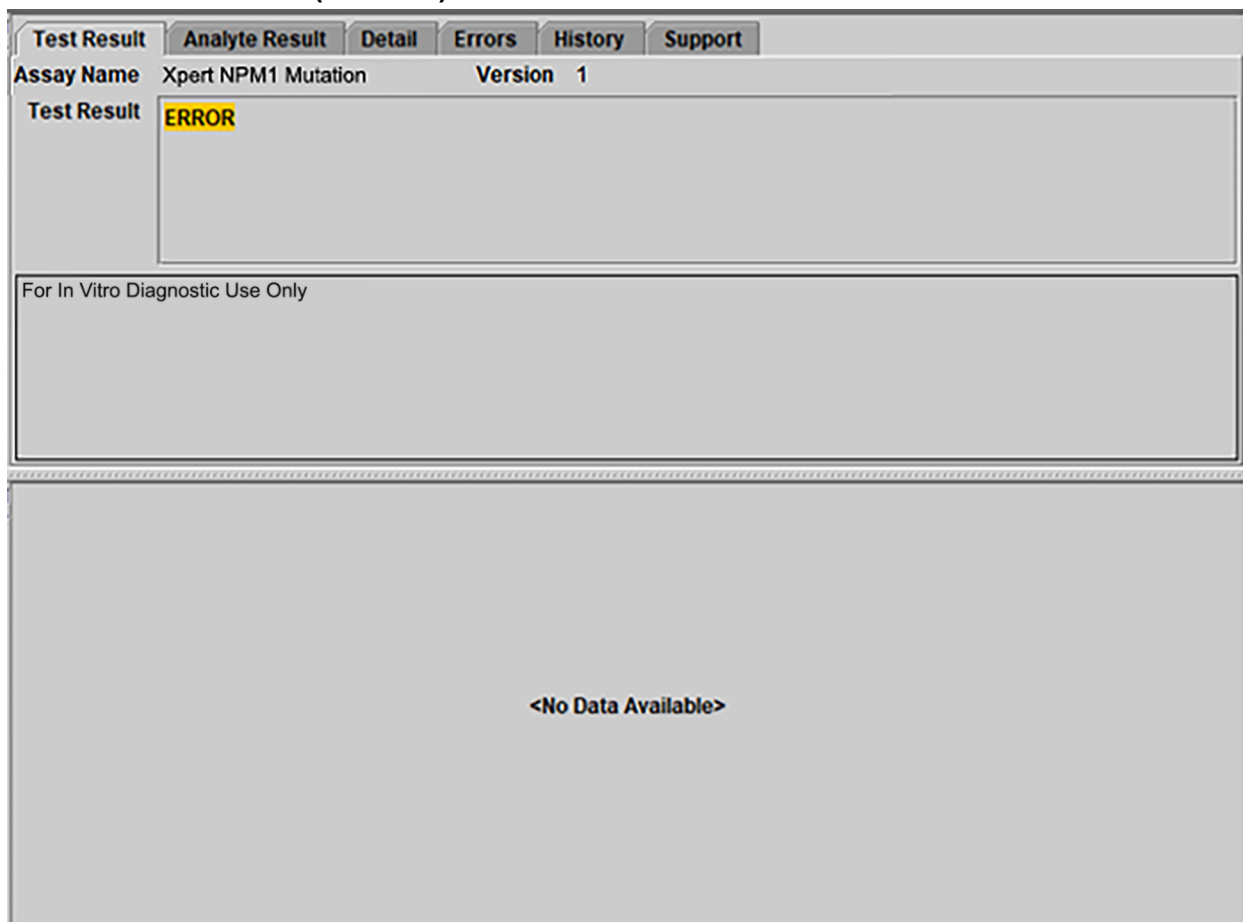 Test Result Analyte Result Detail Errors History Support
Assay Name Xpert NPM1 Mutation Version 1
Test Result ERROR
For In Vitro Diagnostic Use Only
<No Data Available>